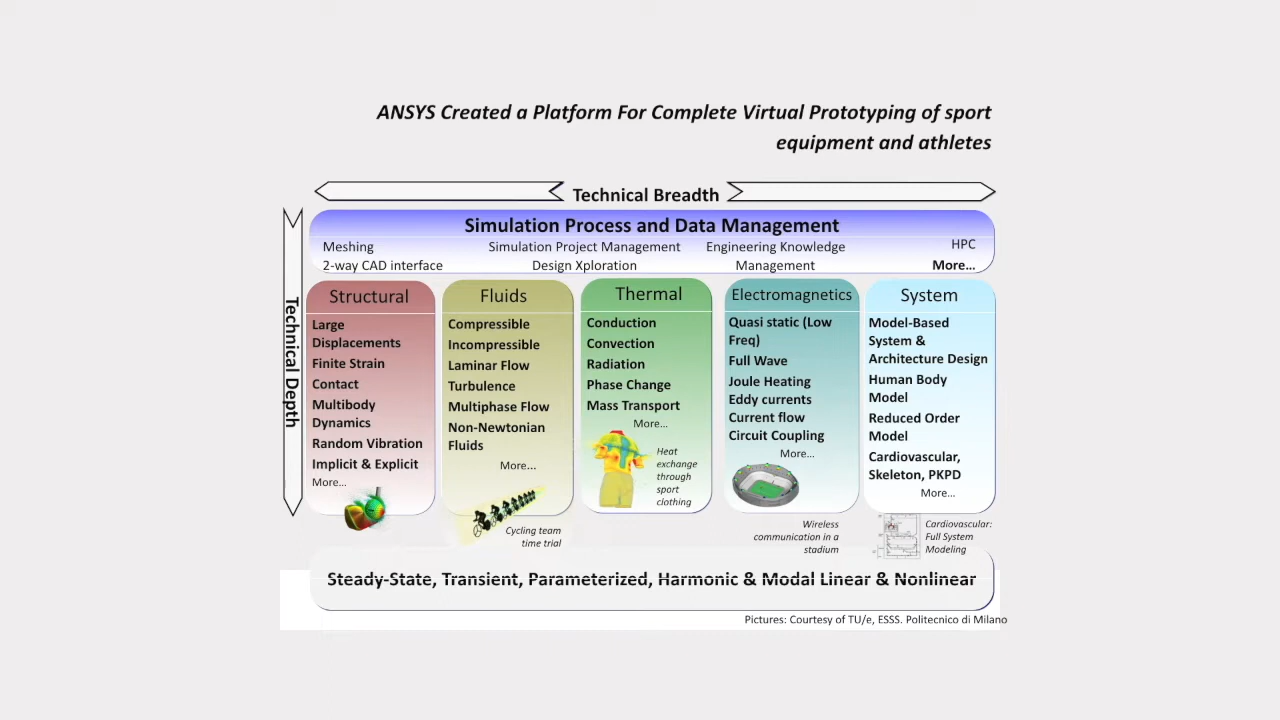 ANSYS Created a Platform For Complete Virtual Prototyping of sport
equipment and athletes
Technical Breadth
Technical Depth
Simulation Process and Data Management
Meshing
2-way CAD interface
Simulation Project Management
Design Xploration
Engineering Knowledge
Management
HPC
More...
Structural
Large
Displacements
Finite Strain
Contact
Multibody
Dynamics
Random Vibration
Implicit & Explicit
More...
Fluids
Compressible
Incompressible
Laminar Flow
Turbulence
Multiphase Flow
Non-Newtonian
Fluids
More...
Cycling team
time trial
Thermal
Conduction
Convection
Radiation
Phase Change
Mass Transport
More...
Heat
exchange
through
sport
clothing
Electromagnetics
Quasi static (Low
Freq)
Full Wave
Joule Heating
Eddy currents
Current flow
Circuit Coupling
More...
Wireless
communication in a
stadium
System
Model-Based
System &
Architecture Design
Human Body
Model
Reduced Order
Model
Cardiovascular,
Skeleton, PKPD
More...
Cardiovascular:
Full System
Modeling
Steady-State, Transient, Parameterized, Harmonic & Modal Linear & Nonlinear
Pictures: Courtesy of TU/e, ESSS. Politecnico di Milano